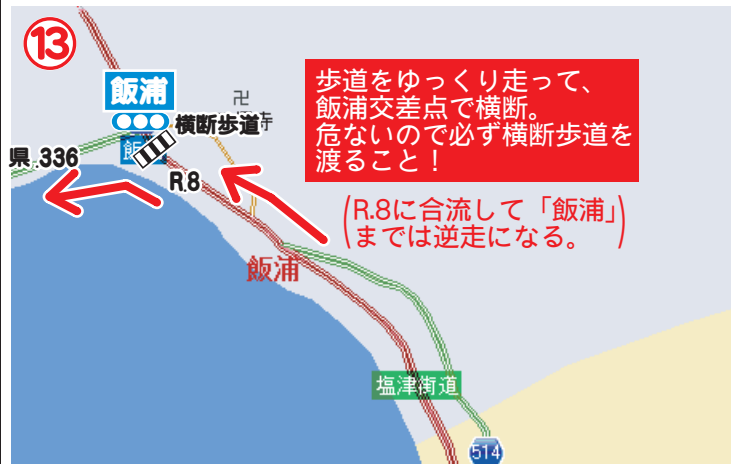 ⑬
飯浦
卍
寺
横断歩道
飯
県 336
R.8
歩道をゆっくり走って、
飯浦交差点で横断。
危ないので必ず横断歩道を
渡ること！
(R.8に合流して「飯浦」
までは逆走になる。)
飯浦
塩津街道
514